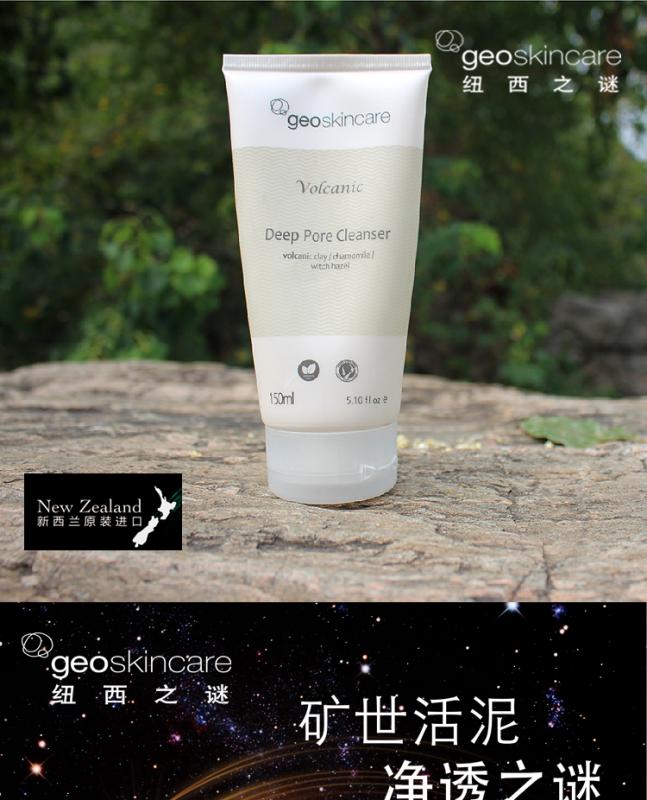 geoskincare
纽西之谜
geoskincare
Volcanic
Deep Pore Cleanser
volcanic clay / chamomile /
witch hazel
150ml
5.10 fl oz e
New Zealand
新西兰原装进口
geoskincare
纽西之谜
矿世活泥
净透之谜